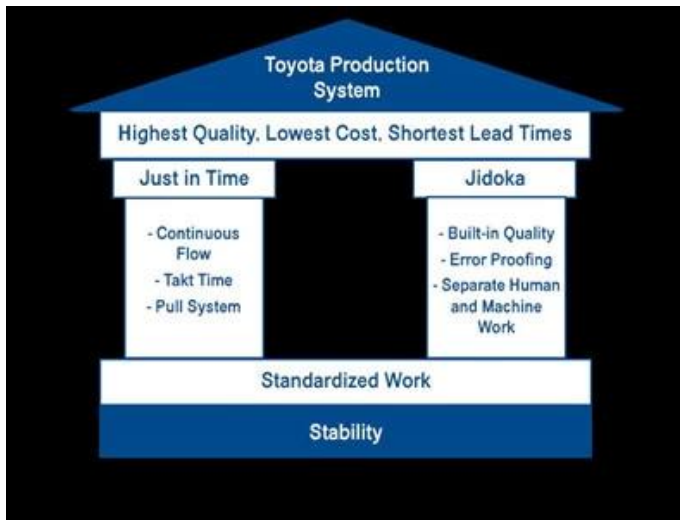 Toyota Production
System
Highest Quality, Lowest Cost, Shortest Lead Times
Just in Time
- Continuous
Flow
- Takt Time
- Pull System
Jidoka
- Built-in Quality
- Error Proofing
- Separate Human
and Machine
Work
Standardized Work
Stability